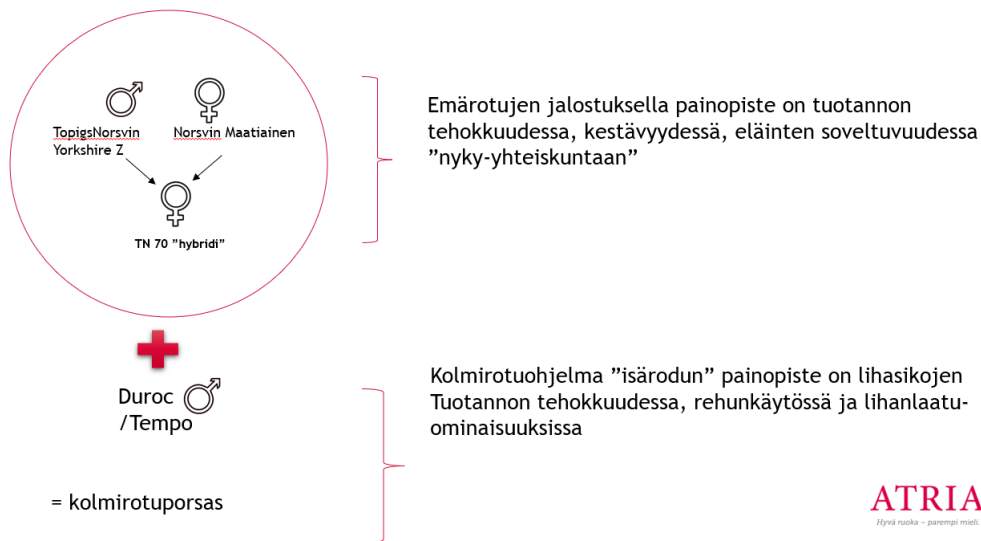 TopigsNorsvin
Yorkshire Z
Norsvin Maatiainen
TN 70 ”hybridi”
Emärotujen jalostuksella painopiste on tuotannon
tehokkuudessa, kestävyydessä, eläinten soveltuvuudessa
”nyky-yhteiskuntaan”
Duroc
/Tempo
= kolmirotuporsas
Kolmirotuohjelma ”isärodun” painopiste on lihasikojen
Tuotannon tehokkuudessa, rehunkäytössä ja lihanlaatu-
ominaisuuksissa
ATRIA
Hyvä ruoka – parempi mieli.